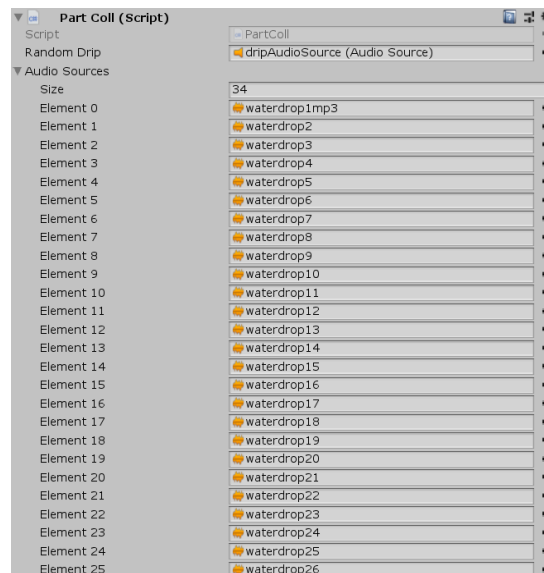 Part Coll (Script)
Script PartColl
Random Drip dripAudioSource (Audio Source)
Audio Sources
Size 34
Element 0 waterdrop1mp3
Element 1 waterdrop2
Element 2 waterdrop3
Element 3 waterdrop4
Element 4 waterdrop5
Element 5 waterdrop6
Element 6 waterdrop7
Element 7 waterdrop8
Element 8 waterdrop9
Element 9 waterdrop10
Element 10 waterdrop11
Element 11 waterdrop12
Element 12 waterdrop13
Element 13 waterdrop14
Element 14 waterdrop15
Element 15 waterdrop16
Element 16 waterdrop17
Element 17 waterdrop18
Element 18 waterdrop19
Element 19 waterdrop20
Element 20 waterdrop21
Element 21 waterdrop22
Element 22 waterdrop23
Element 23 waterdrop24
Element 24 waterdrop25
Element 25 waterdrop26